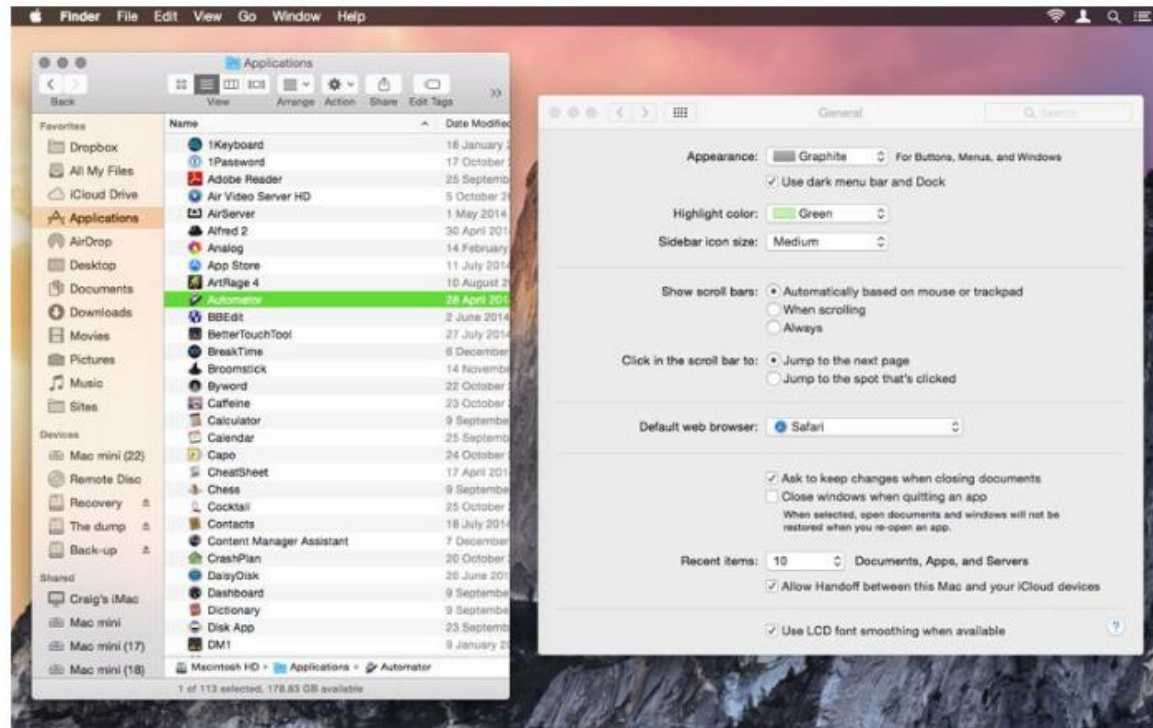 Finder File Edit View Go Window Help
Applications
Back View Arrange Action Share Edit Tags
Favorites
Dropbox
All My Files
iCloud Drive
Applications
AirDrop
Desktop
Documents
Downloads
Movies
Pictures
Music
Sites
Devices
Mac mini (22)
Remote Disc
Recovery
The dump
Back-up
Shared
Craig's iMac
Mac mini
Mac mini (17)
Mac mini (18)
Name Date Modified
1Keyboard 16 January 2
1Password 17 October
Adobe Reader 25 Septemb
Air Video Server HD 5 October 2
AirServer 1 May 2014
Alfred 2 30 April 201
Analog 14 February
App Store 11 July 2014
ArtRage 4 10 August 2
Automator 28 April 201
BBEdit 2 June 2014
BetterTouchTool 27 July 201
BreakTime 6 December
Broomstick 14 Novembe
Byword 22 October
Caffeine 23 October
Calculator 9 Septembe
Calendar 25 Septemb
Capo 24 October
CheatSheet 17 April 201
Chess 9 Septembe
Cocktail 25 October
Contacts 18 July 2014
Content Manager Assistant 7 December
CrashPlan 20 October
DaisyDisk 20 June 201
Dashboard 9 Septembe
Dictionary 9 Septembe
Disk App 23 Septemb
DM1 9 January 2
Macintosh HD Applications Automator
1 of 113 selected, 178.83 GB available
General Search
Appearance: Graphite For Buttons, Menus, and Windows
Use dark menu bar and Dock
Highlight color: Green
Sidebar icon size: Medium
Show scroll bars: Automatically based on mouse or trackpad
When scrolling
Always
Click in the scroll bar to: Jump to the next page
Jump to the spot that's clicked
Default web browser: Safari
Ask to keep changes when closing documents
Close windows when quitting an app
When selected, open documents and windows will not be
restored when you re-open an app.
Recent items: 10 Documents, Apps, and Servers
Allow Handoff between this Mac and your iCloud devices
Use LCD font smoothing when available
?